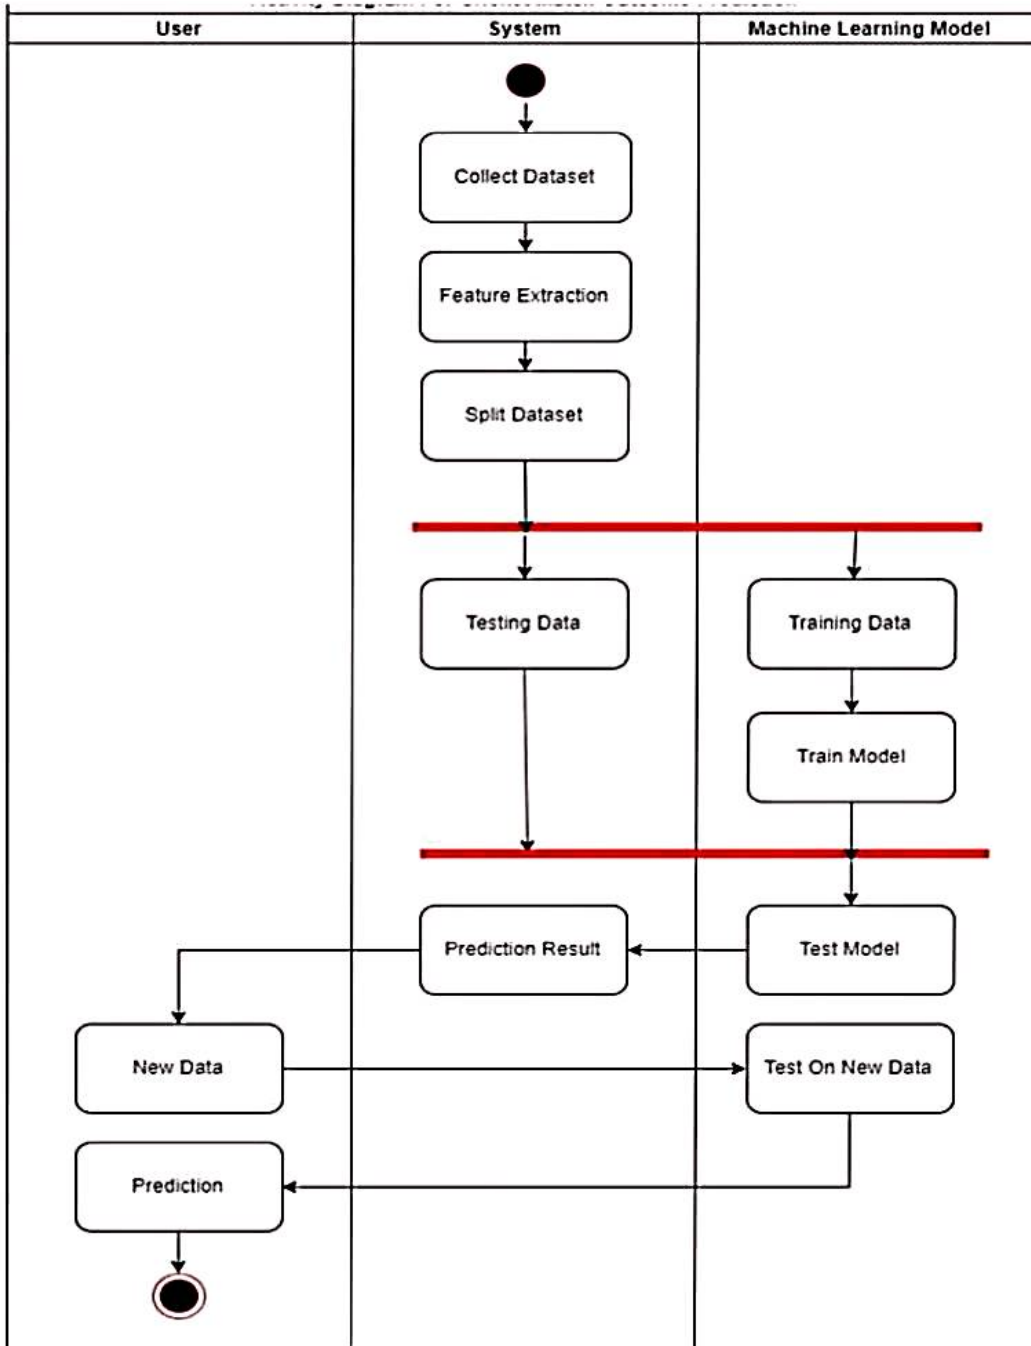 User
System
Machine Learning Model
Collect Dataset
Feature Extraction
Split Dataset
Testing Data
Training Data
Train Model
Prediction Result
Test Model
New Data
Test On New Data
Prediction